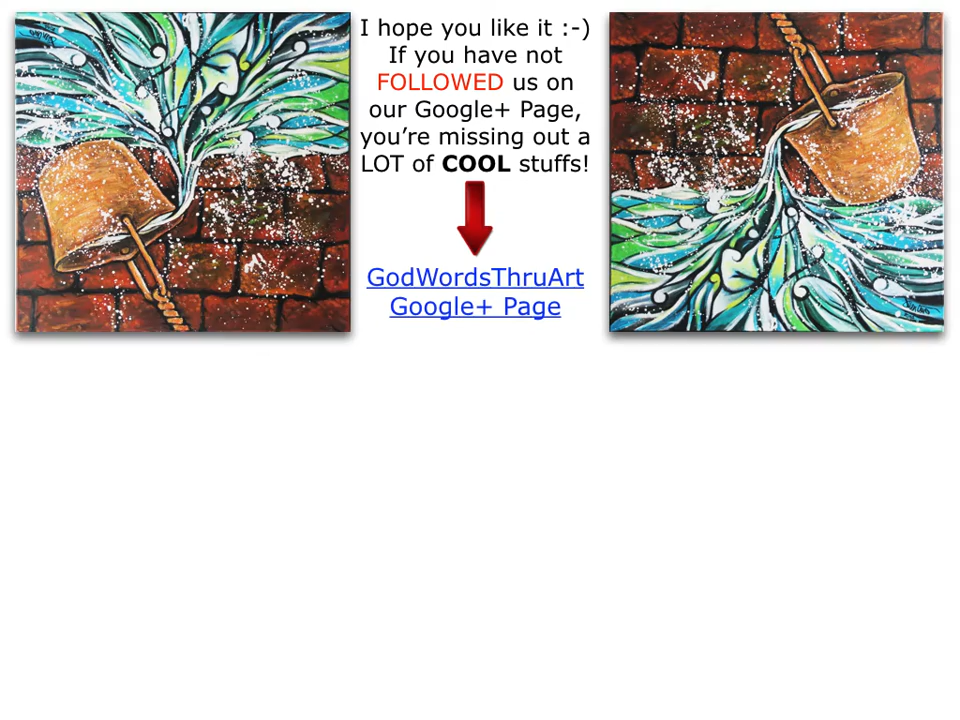 I hope you like it :-)
If you have not
FOLLOWED us on
our Google+ Page,
you’re missing out a
LOT of COOL stuffs!
GodWordsThruArt
Google+ Page